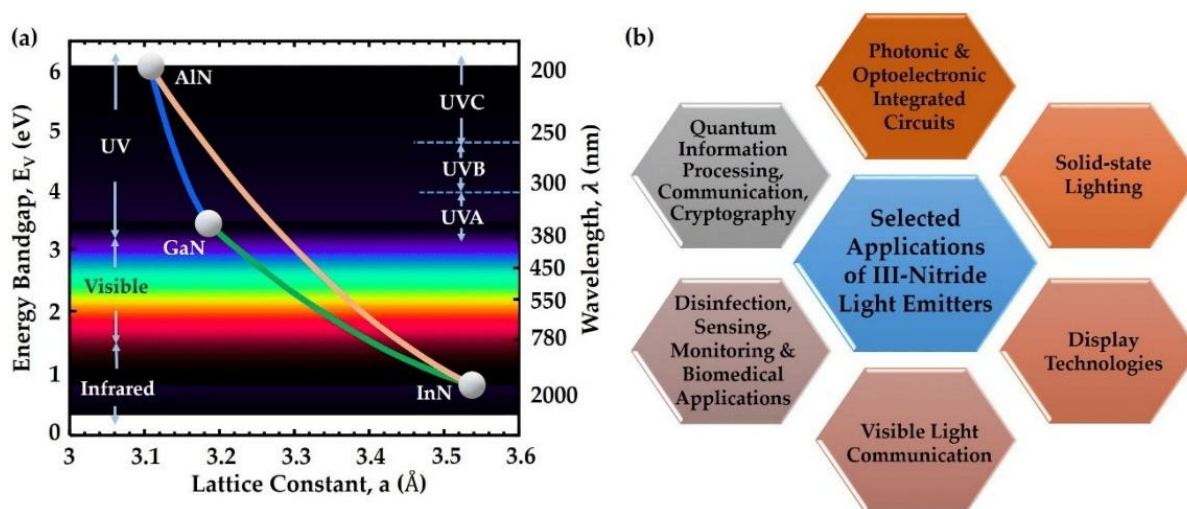 (a)
Energy Bandgap, E_V (eV)
6
5
4
3
2
1
0
UV
Visible
Infrared
AlN
GaN
InN
UVC
UVB
UVA
200
250
300
380
450
550
780
2000
Wavelength, λ (nm)
3
3.1
3.2
3.3
3.4
3.5
3.6
Lattice Constant, a (Å)
(b)
Photonic &
Optoelectronic
Integrated
Circuits
Quantum
Information
Processing,
Communication,
Cryptography
Solid-state
Lighting
Selected
Applications
of III-Nitride
Light Emitters
Disinfection,
Sensing,
Monitoring &
Biomedical
Applications
Display
Technologies
Visible Light
Communication